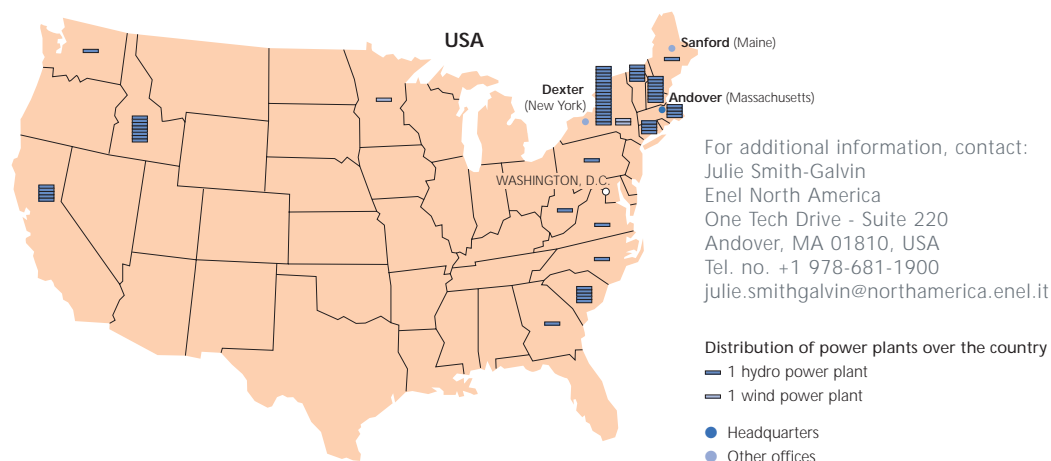 USA
Sanford (Maine)
Dexter
(New York)
Andover (Massachusetts)
WASHINGTON, D.C.
For additional information, contact:
Julie Smith-Galvin
Enel North America
One Tech Drive - Suite 220
Andover, MA 01810, USA
Tel. no. +1 978-681-1900
julie.smithgalvin@northamerica.enel.it
Distribution of power plants over the country
1 hydro power plant
1 wind power plant
Headquarters
Other offices